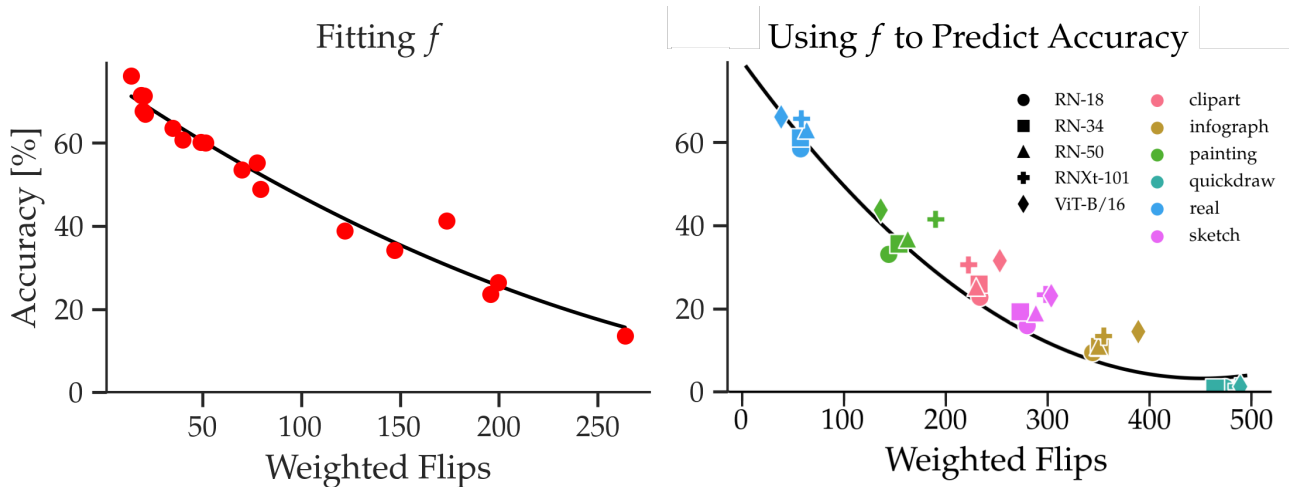 Fitting f
Accuracy [%]
60
40
20
0
50
100
150
200
250
Weighted Flips
Using f to Predict Accuracy
60
40
20
0
0
100
200
300
400
500
Weighted Flips
RN-18
RN-34
RN-50
RNXt-101
ViT-B/16
clipart
infograph
painting
quickdraw
real
sketch